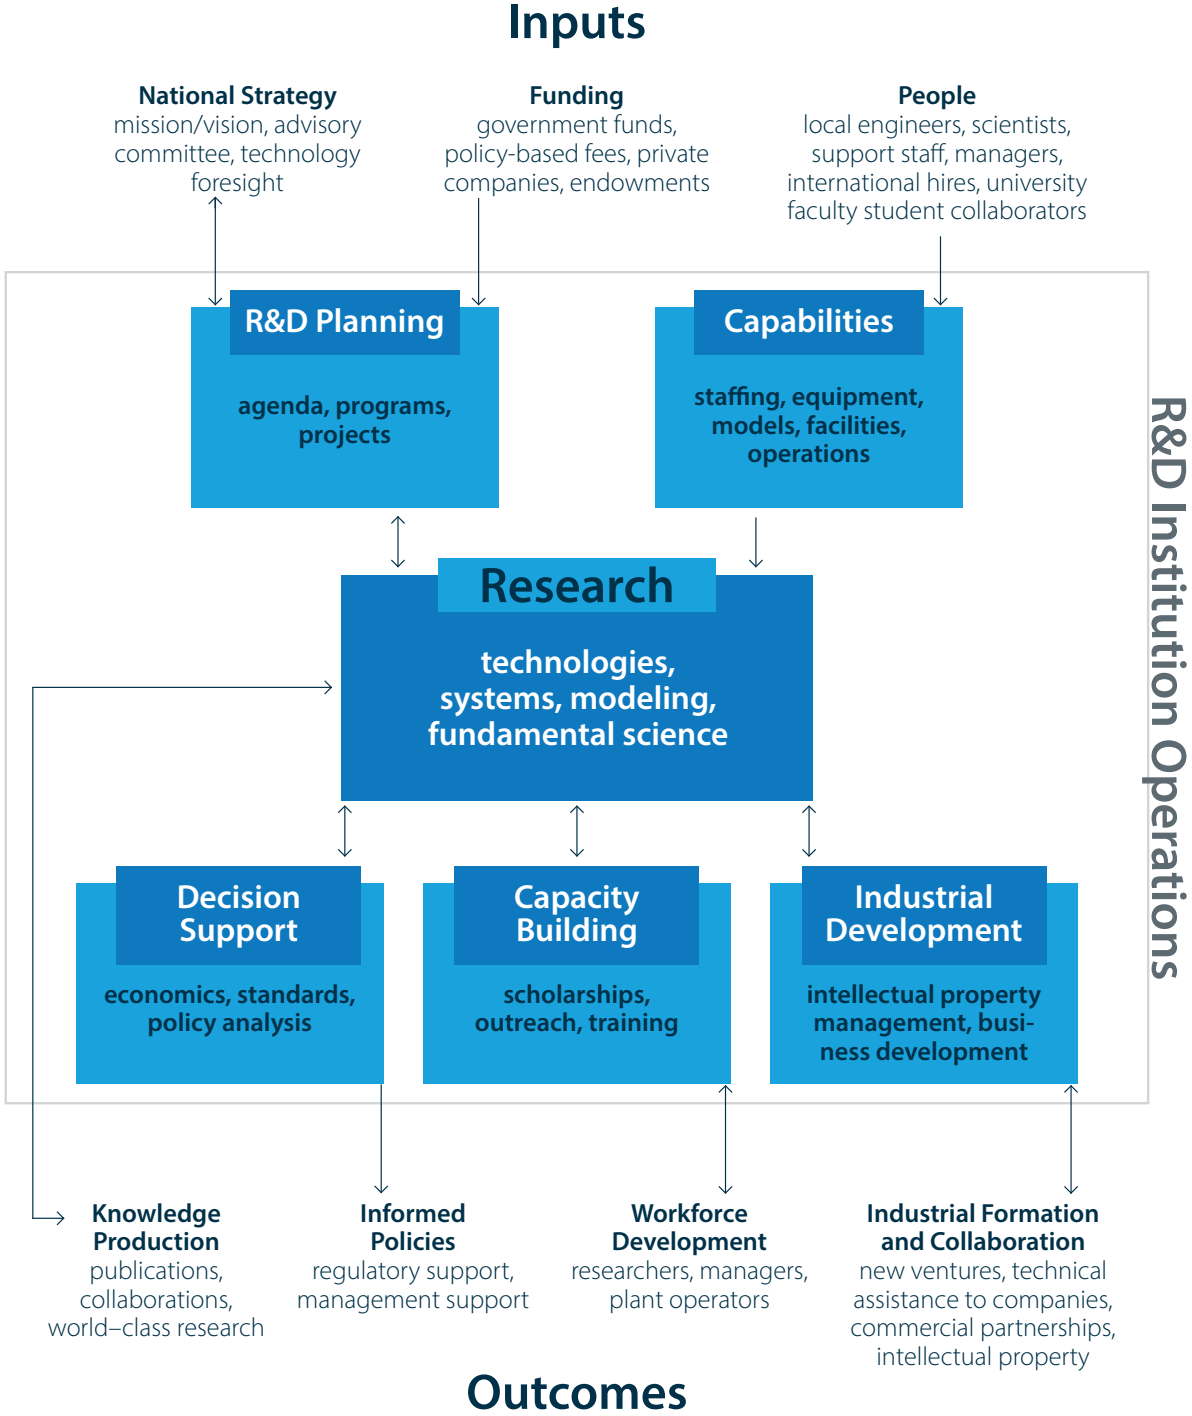 Inputs
National Strategy
mission/vision, advisory
committee, technology
foresight
Funding
government funds,
policy-based fees, private
companies, endowments
People
local engineers, scientists,
support staff, managers,
international hires, university
faculty student collaborators
R&D Planning
agenda, programs,
projects
Capabilities
staffing, equipment,
models, facilities,
operations
R&D Institution Operations
Research
technologies,
systems, modeling,
fundamental science
Decision
Support
economics, standards,
policy analysis
Capacity
Building
scholarships,
outreach, training
Industrial
Development
intellectual property
management, busi-
ness development
Knowledge
Production
publications,
collaborations,
world–class research
Informed
Policies
regulatory support,
management support
Workforce
Development
researchers, managers,
plant operators
Industrial Formation
and Collaboration
new ventures, technical
assistance to companies,
commercial partnerships,
intellectual property
Outcomes